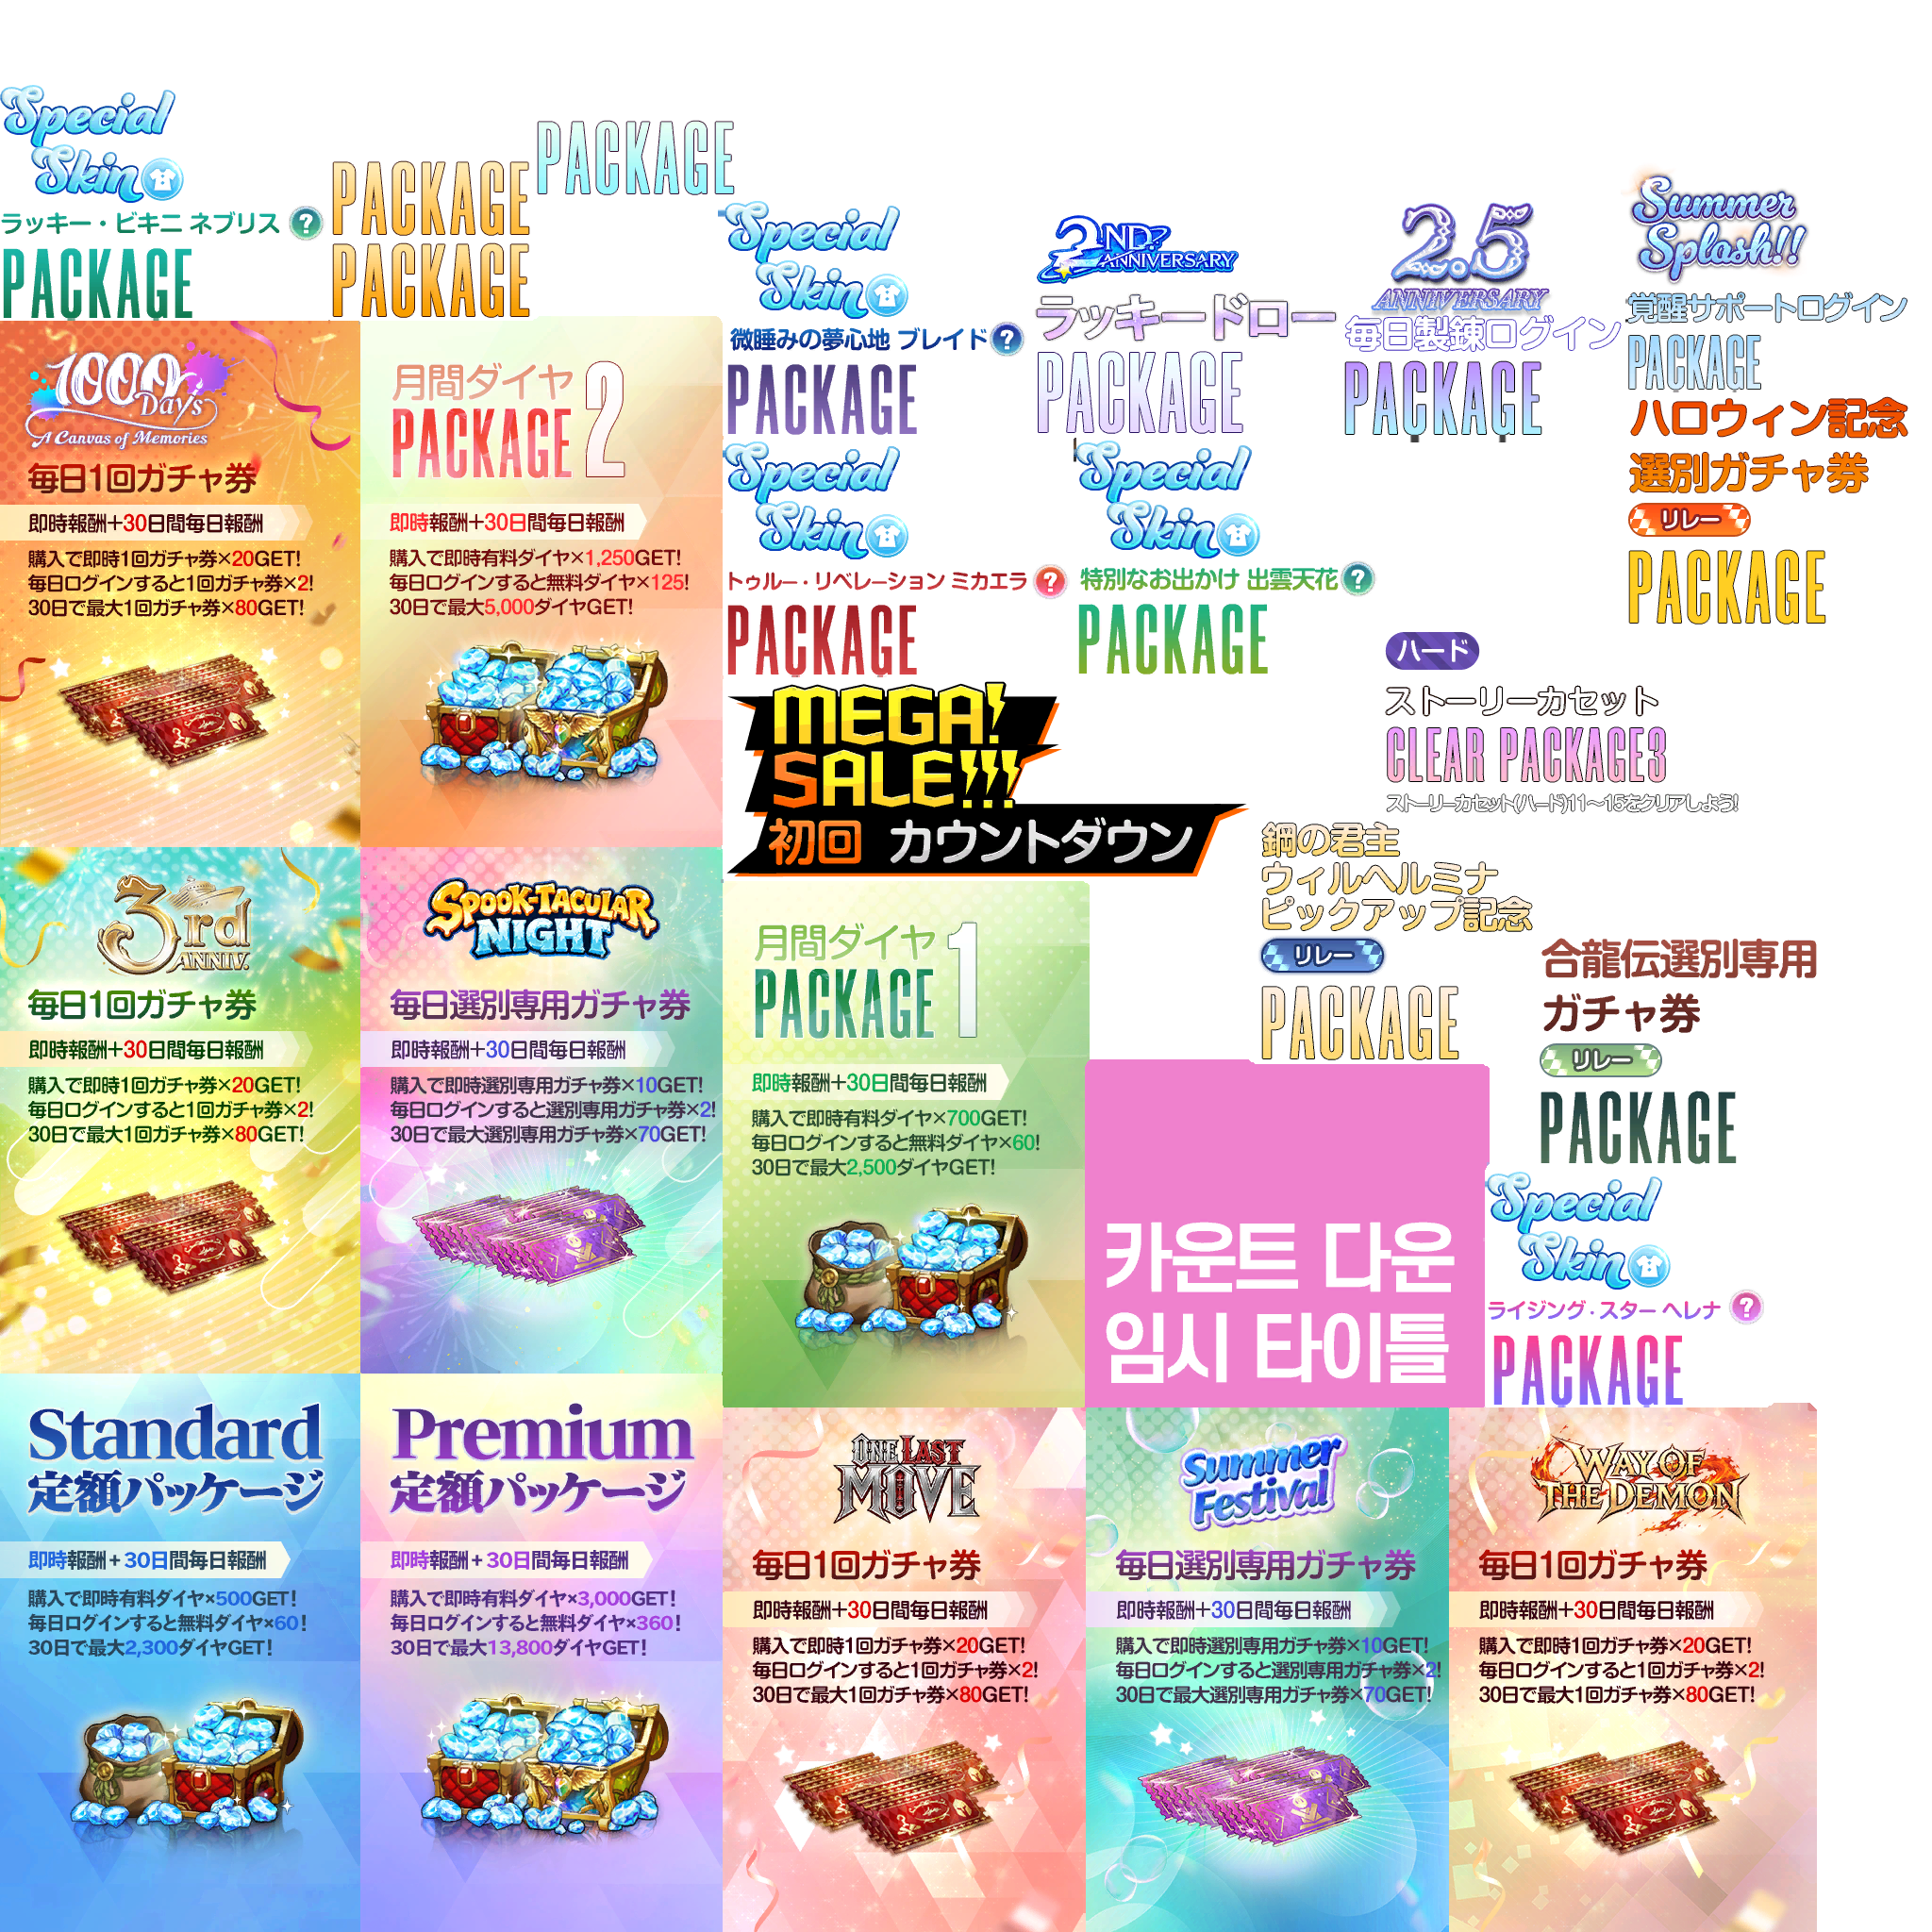 Special
Skin
ラッキー・ビキニ ネブリス ?
PACKAGE
PACKAGE
PACKAGE
PACKAGE
Special
Skin
微睡みの夢心地 ブレイド ?
PACKAGE
2ND.
ANNIVERSARY
ラッキードロー
PACKAGE
2.5
ANNIVERSARY
毎日製錬ログイン
PACKAGE
Summer
Splash!!
覚醒サポートログイン
PACKAGE
ハロウィン記念
選別ガチャ券
リレー
PACKAGE
1000
Days
A Canvas of Memories
毎日1回ガチャ券
即時報酬+30日間毎日報酬
購入で即時1回ガチャ券×20GET!
毎日ログインすると1回ガチャ券×2!
30日で最大1回ガチャ券×80GET!
月間ダイヤ
PACKAGE 2
即時報酬+30日間毎日報酬
購入で即時有料ダイヤ×1,250GET!
毎日ログインすると無料ダイヤ×125!
30日で最大5,000ダイヤGET!
Special
Skin
トゥルー・リベレーション ミカエラ ?
PACKAGE
Special
Skin
特別なお出かけ 出雲天花 ?
PACKAGE
MEGA!
SALE!!!
初回 カウントダウン
ハード
ストーリーカセット
CLEAR PACKAGE3
ストーリーカセット(ハード)11～15をクリアしよう!
鋼の君主
ウィルヘルミナ
ピックアップ記念
リレー
PACKAGE
合龍伝選別専用
ガチャ券
リレー
PACKAGE
3rd
ANNIV.
毎日1回ガチャ券
即時報酬+30日間毎日報酬
購入で即時1回ガチャ券×20GET!
毎日ログインすると1回ガチャ券×2!
30日で最大1回ガチャ券×80GET!
SPOOK-TACULAR
NIGHT
毎日選別専用ガチャ券
即時報酬+30日間毎日報酬
購入で即時選別専用ガチャ券×10GET!
毎日ログインすると選別専用ガチャ券×2!
30日で最大選別専用ガチャ券×70GET!
月間ダイヤ
PACKAGE 1
即時報酬+30日間毎日報酬
購入で即時有料ダイヤ×700GET!
毎日ログインすると無料ダイヤ×60!
30日で最大2,500ダイヤGET!
카운트 다운
임시 타이틀
Special
Skin
ライジング・スター ヘレナ ?
PACKAGE
Standard
定額パッケージ
即時報酬+30日間毎日報酬
購入で即時有料ダイヤ×500GET!
毎日ログインすると無料ダイヤ×60!
30日で最大2,300ダイヤGET!
Premium
定額パッケージ
即時報酬+30日間毎日報酬
購入で即時有料ダイヤ×3,000GET!
毎日ログインすると無料ダイヤ×360!
30日で最大13,800ダイヤGET!
ONE LAST
MOVE
毎日1回ガチャ券
即時報酬+30日間毎日報酬
購入で即時1回ガチャ券×20GET!
毎日ログインすると1回ガチャ券×2!
30日で最大1回ガチャ券×80GET!
Summer
Festival
毎日選別専用ガチャ券
即時報酬+30日間毎日報酬
購入で即時選別専用ガチャ券×10GET!
毎日ログインすると選別専用ガチャ券×2!
30日で最大選別専用ガチャ券×70GET!
WAY OF
THE DEMON
毎日1回ガチャ券
即時報酬+30日間毎日報酬
購入で即時1回ガチャ券×20GET!
毎日ログインすると1回ガチャ券×2!
30日で最大1回ガチャ券×80GET!